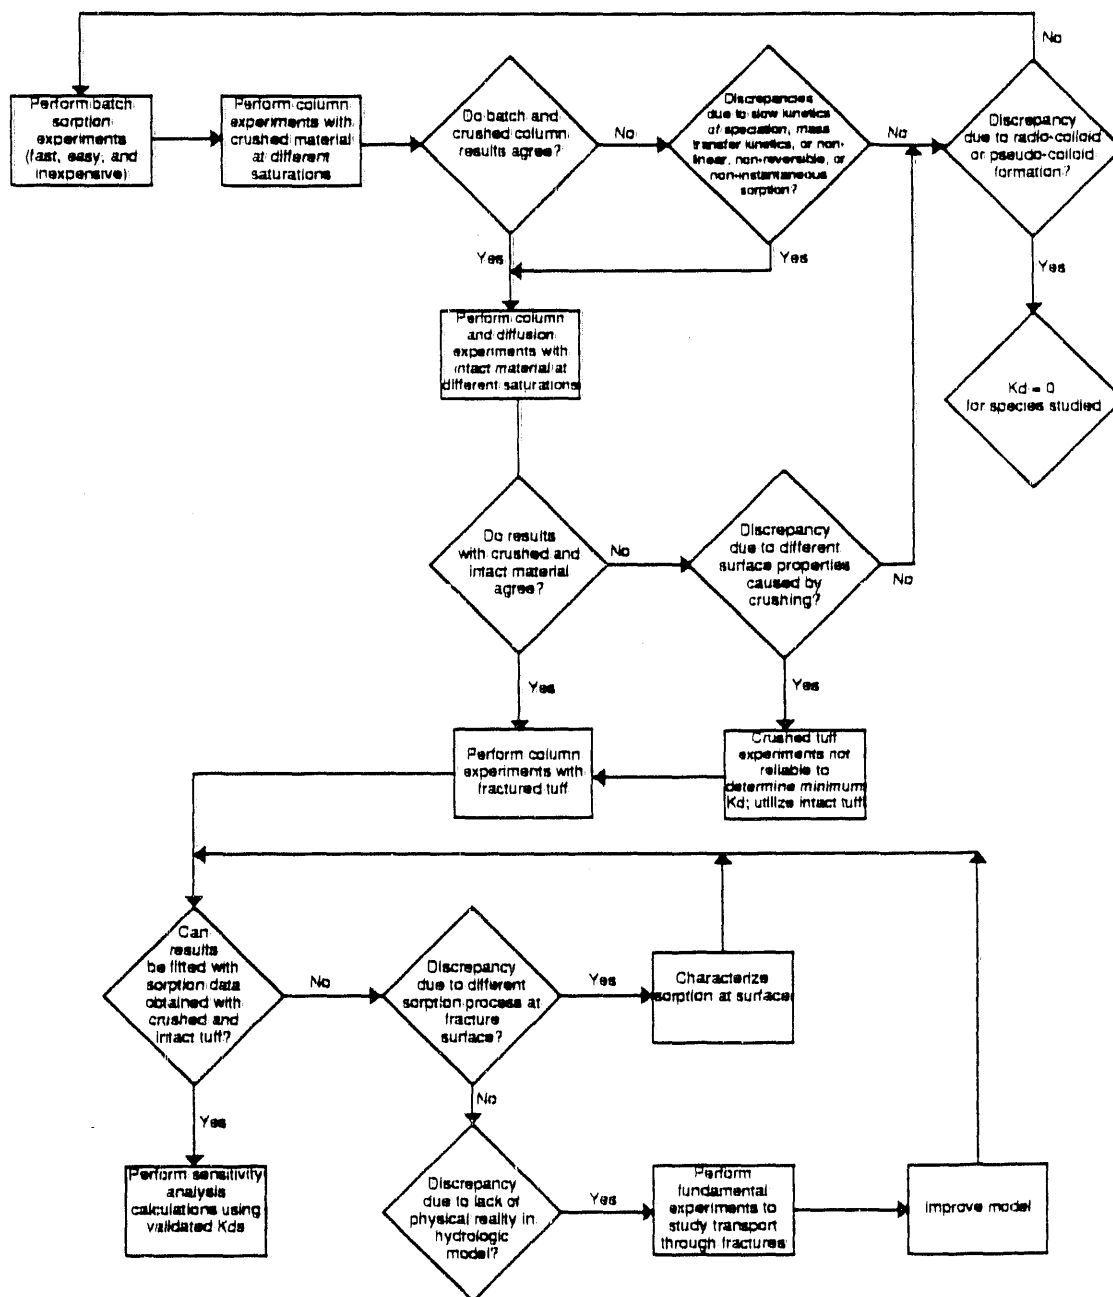 No
Perform batch
sorption
experiments
(fast, easy, and
inexpensive)
Perform column
experiments with
crushed material
at different
saturations
Do batch and
crushed column
results agree?
No
Discrepancies
due to slow kinetics
of speciation, mass
transfer kinetics, or non-
linear, non-reversible, or
non-instantaneous
sorption?
No
Discrepancy
due to radio-colloid
or pseudo-colloid
formation?
Yes
Yes
Yes
Perform column
and diffusion
experiments with
intact material at
different saturations
Kd = 0
for species studied
Do results
with crushed and
intact material
agree?
No
Discrepancy
due to different
surface properties
caused by
crushing?
No
Yes
Yes
Perform column
experiments with
fractured tuff
Crushed tuff
experiments not
reliable to
determine minimum
Kd; utilize intact tuff
Can
results
be fitted with
sorption data
obtained with
crushed and
intact tuff?
No
Discrepancy
due to different
sorption process at
fracture
surface?
Yes
Characterize
sorption at surface
Yes
No
Perform sensitivity
analysis
calculations using
validated Kds
Discrepancy
due to lack of
physical reality in
hydrologic
model?
Yes
Perform
fundamental
experiments to
study transport
through fractures
Improve model